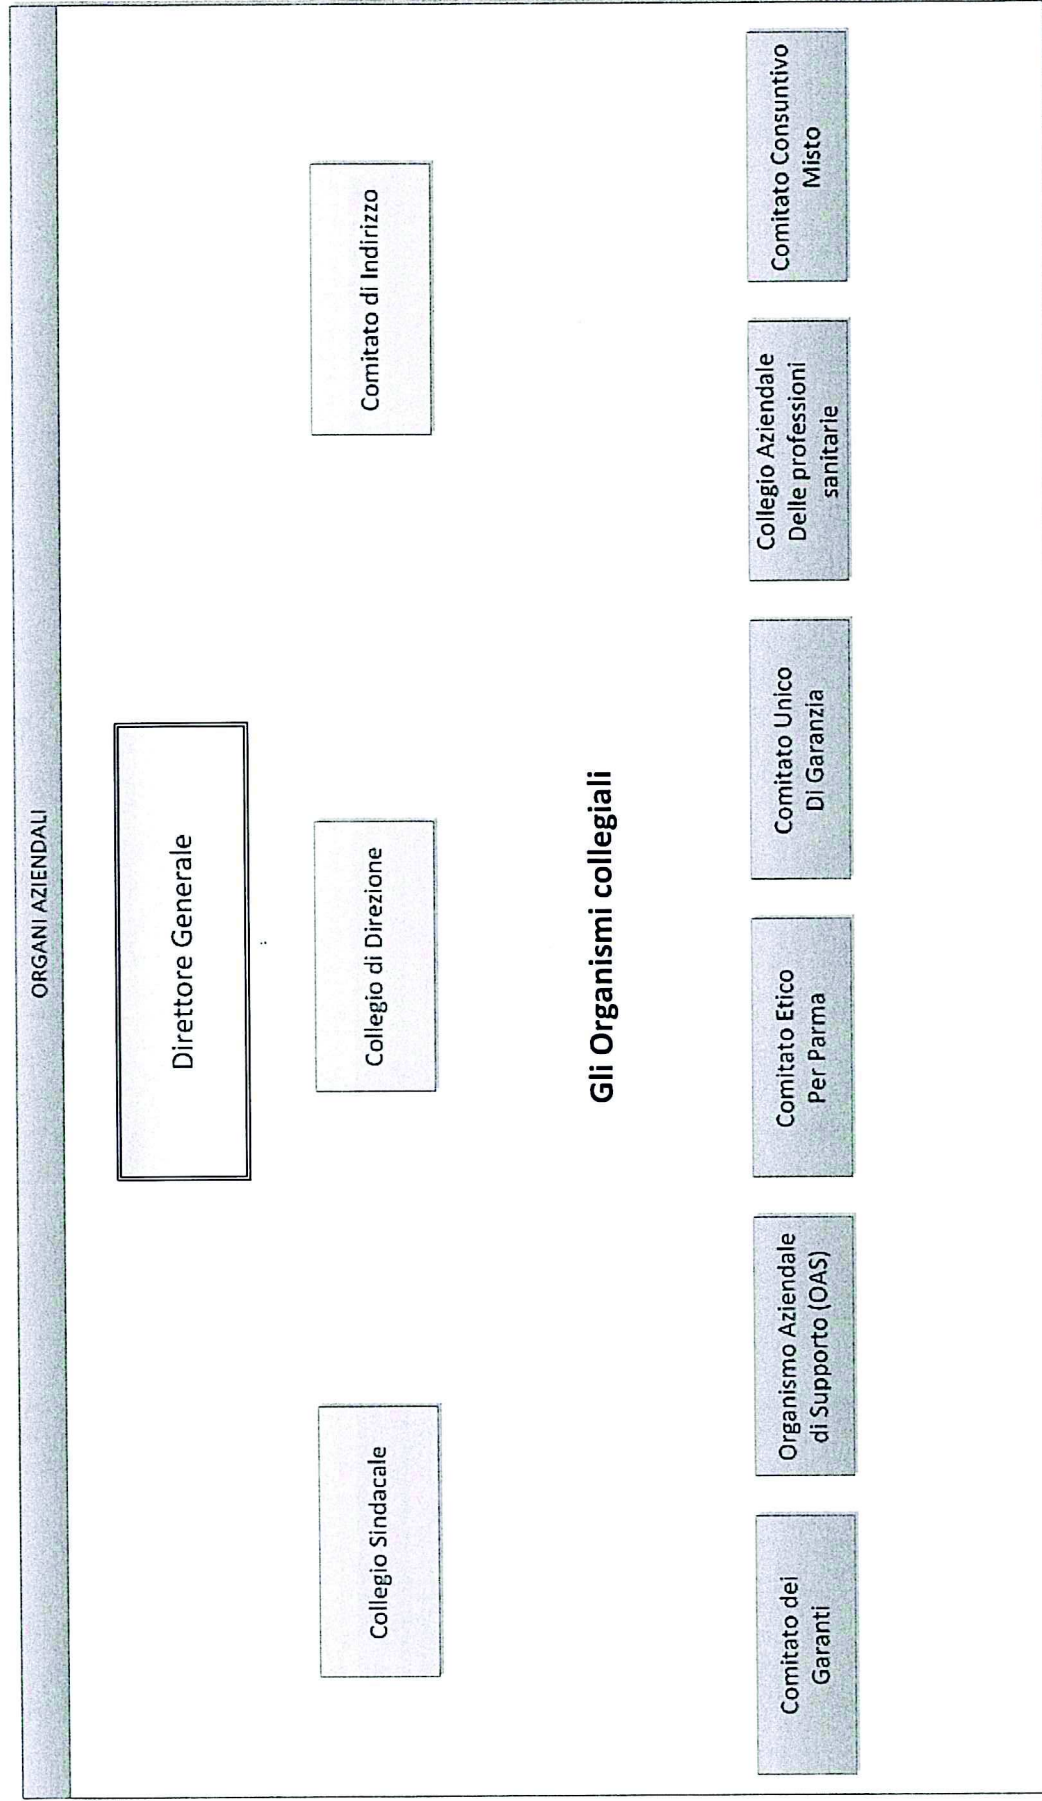 ORGANI AZIENDALI
Direttore Generale
Collegio Sindacale
Collegio di Direzione
Comitato di Indirizzo
Gli Organismi collegiali
Comitato dei
Garanti
Organismo Aziendale
di Supporto (OAS)
Comitato Etico
Per Parma
Comitato Unico
Di Garanzia
Collegio Aziendale
Delle professioni
sanitarie
Comitato Consuntivo
Misto